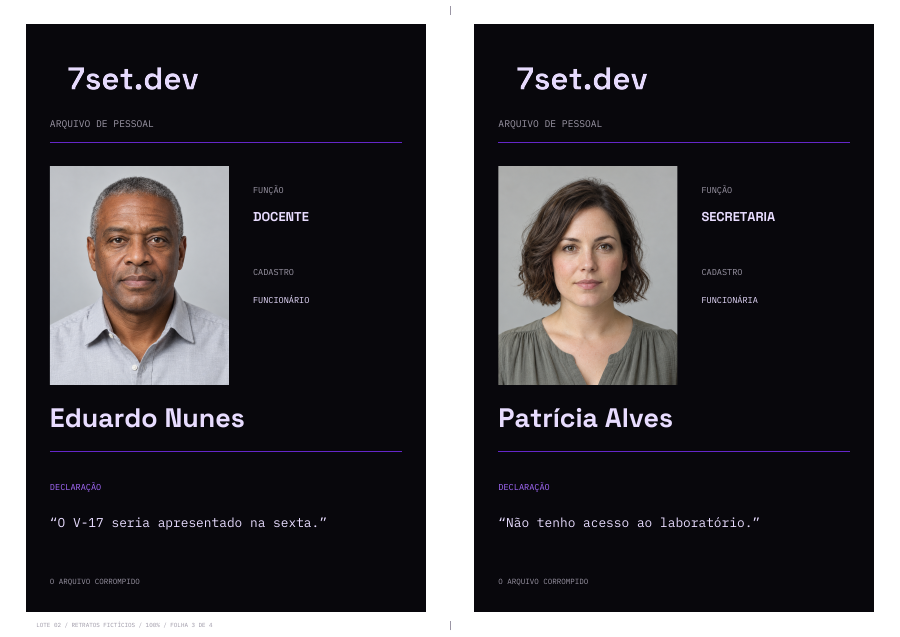 7set.dev
ARQUIVO DE PESSOAL
FUNÇÃO
DOCENTE
CADASTRO
FUNCIONÁRIO
Eduardo Nunes
DECLARAÇÃO
“O V-17 seria apresentado na sexta.”
O ARQUIVO CORROMPIDO
7set.dev
ARQUIVO DE PESSOAL
FUNÇÃO
SECRETARIA
CADASTRO
FUNCIONÁRIA
Patrícia Alves
DECLARAÇÃO
“Não tenho acesso ao laboratório.”
O ARQUIVO CORROMPIDO
LOTE 02 / RETRATOS FICTÍCIOS / 100% / FOLHA 3 DE 4